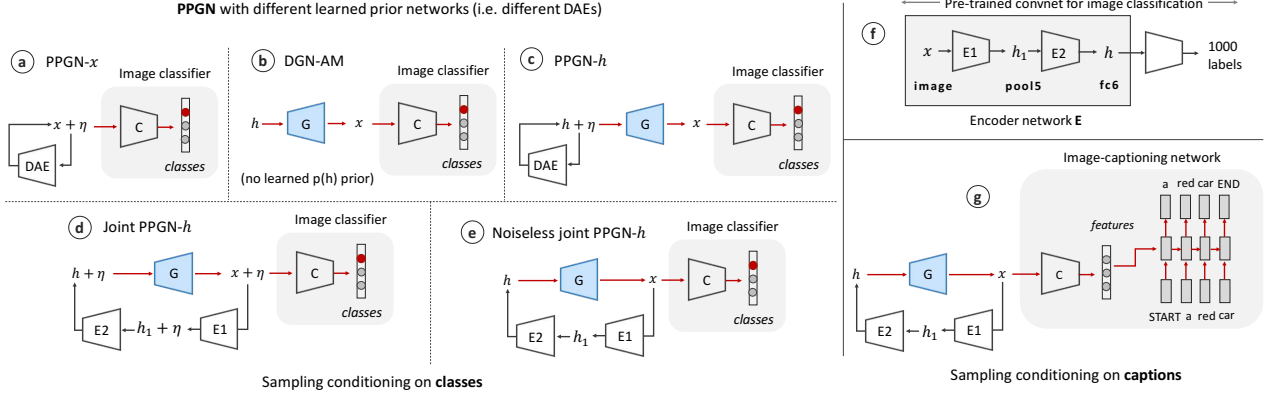 PPGN with different learned prior networks (i.e. different DAEs)
a PPGN-x
Image classifier
x + η
C
DAE
classes
b DGN-AM
Image classifier
h
G
x
C
classes
(no learned p(h) prior)
c PPGN-h
Image classifier
h + η
G
x
C
DAE
classes
d Joint PPGN-h
Image classifier
h + η
G
x + η
C
E2
h₁ + η
E1
classes
e Noiseless joint PPGN-h
Image classifier
h
G
x
C
E2
h₁
E1
classes
Sampling conditioning on classes
Pre-trained convnet for image classification
f
x
E1
h₁
E2
h
1000
labels
image
pool5
fc6
Encoder network E
Image-captioning network
g
a red car END
features
h
G
x
C
E2
h₁
E1
START a red car
Sampling conditioning on captions